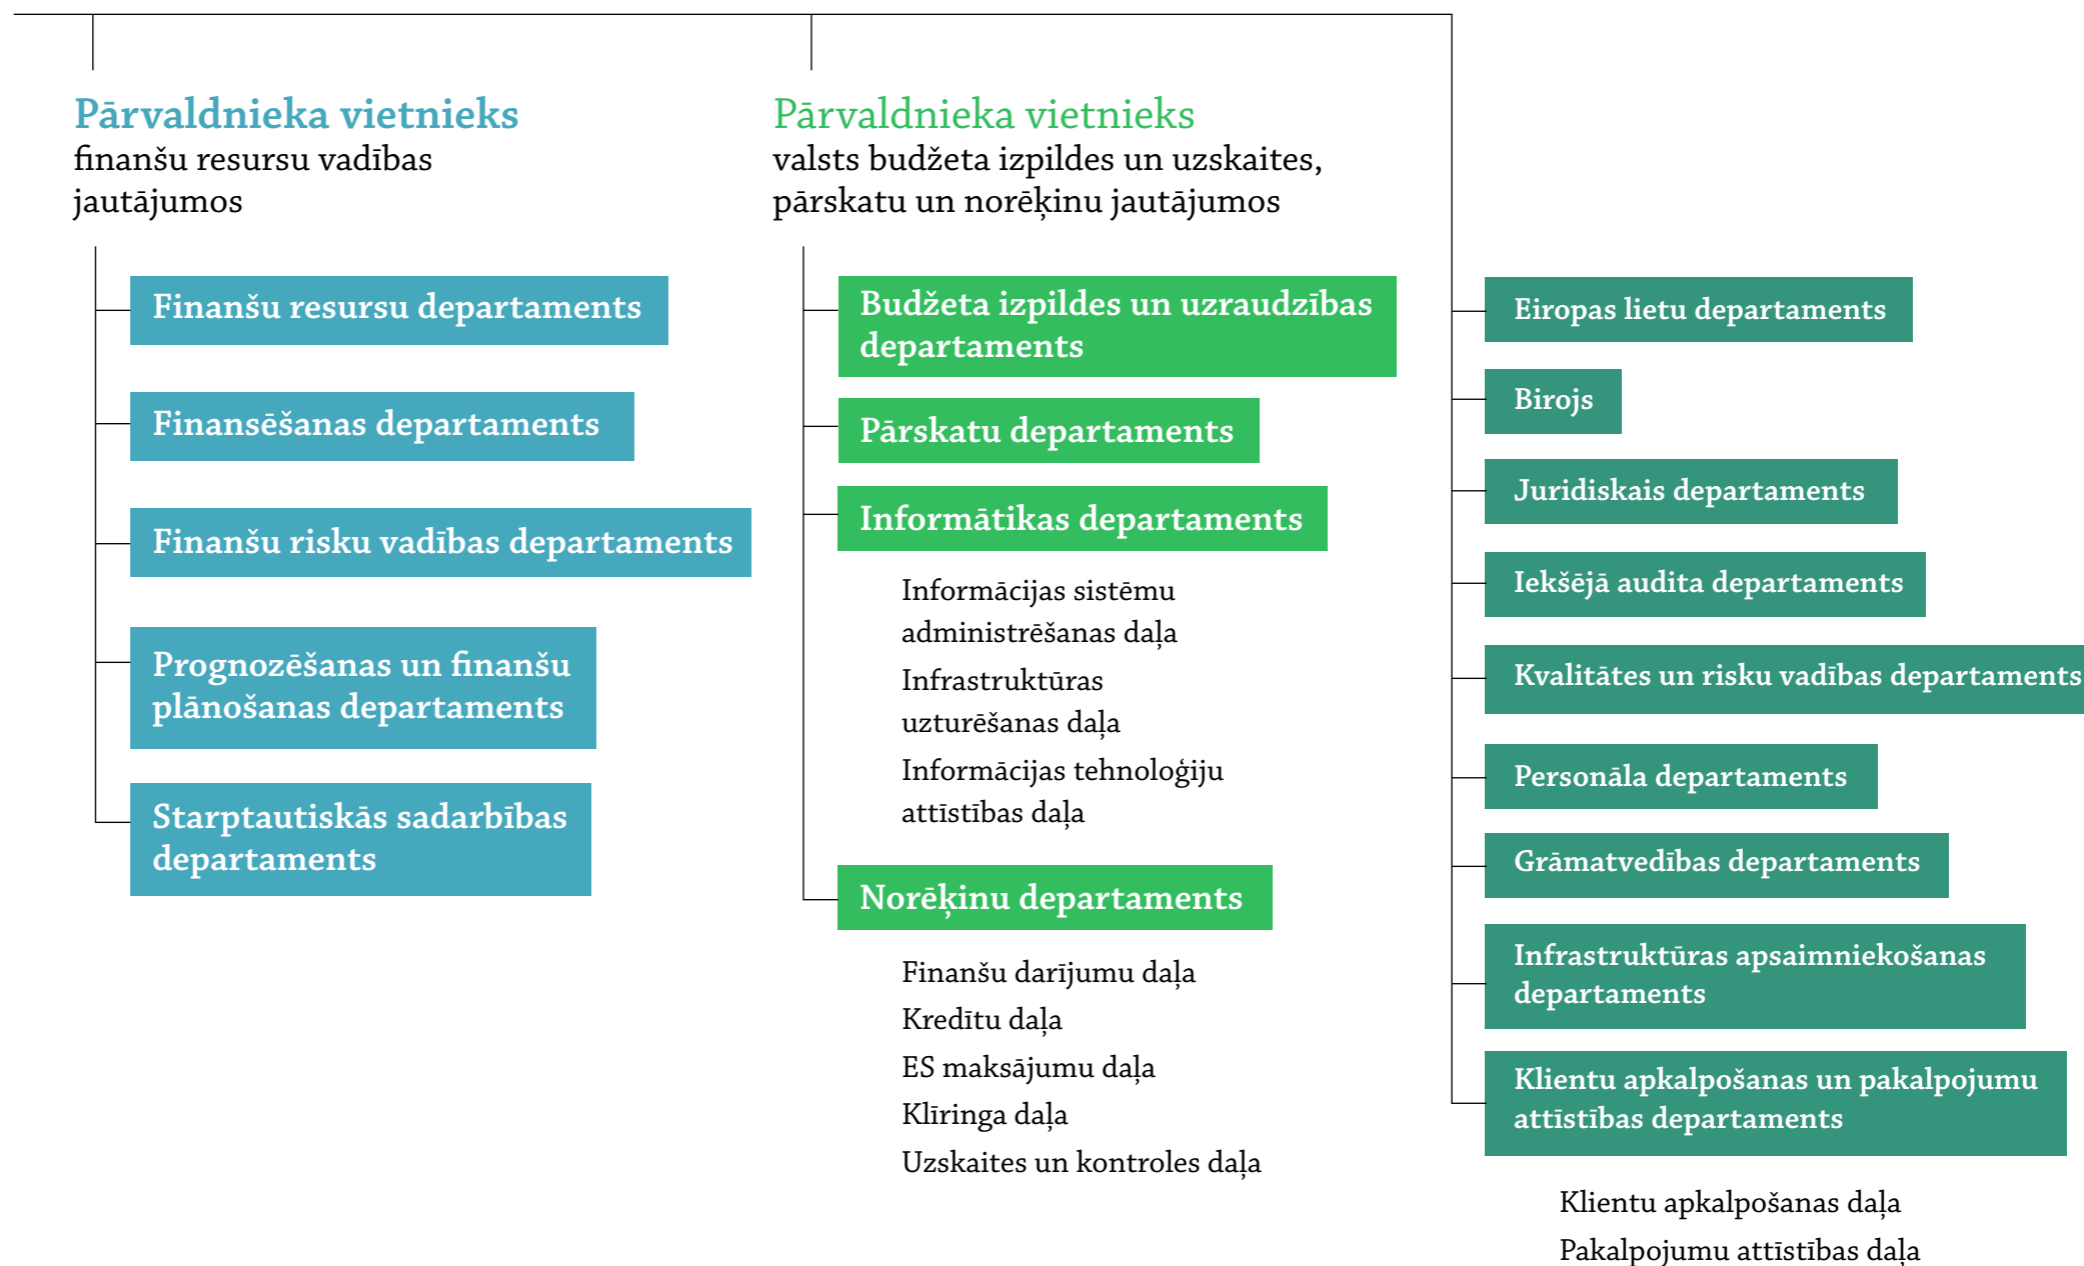 Pārvaldnieka vietnieks
finanšu resursu vadības
jautājumos
Finanšu resursu departaments
Finansēšanas departaments
Finanšu risku vadības departaments
Prognozēšanas un finanšu
plānošanas departaments
Starptautiskās sadarbības
departaments
Pārvaldnieka vietnieks
valsts budžeta izpildes un uzskaites,
pārskatu un norēķinu jautājumos
Budžeta izpildes un uzraudzības
departaments
Pārskatu departaments
Informātikas departaments
Informācijas sistēmu
administrēšanas daļa
Infrastruktūras
uzturēšanas daļa
Informācijas tehnoloģiju
attīstības daļa
Norēķinu departaments
Finanšu darījumu daļa
Kredītu daļa
ES maksājumu daļa
Klīringa daļa
Uzskaites un kontroles daļa
Eiropas lietu departaments
Birojs
Juridiskais departaments
Iekšējā audita departaments
Kvalitātes un risku vadības departaments
Personāla departaments
Grāmatvedības departaments
Infrastruktūras apsaimniekošanas
departaments
Klientu apkalpošanas un pakalpojumu
attīstības departaments
Klientu apkalpošanas daļa
Pakalpojumu attīstības daļa